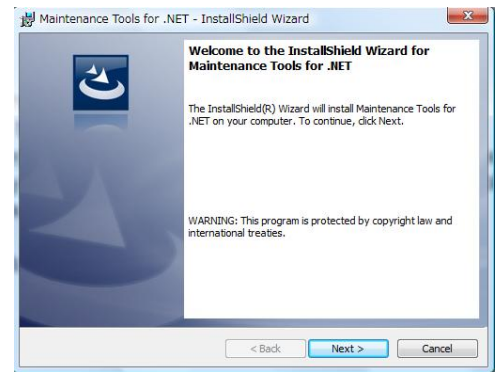 Maintenance Tools for .NET - InstallShield Wizard
Welcome to the InstallShield Wizard for
Maintenance Tools for .NET
The InstallShield(R) Wizard will install Maintenance Tools for
.NET on your computer. To continue, click Next.
WARNING: This program is protected by copyright law and
international treaties.
< Back
Next >
Cancel